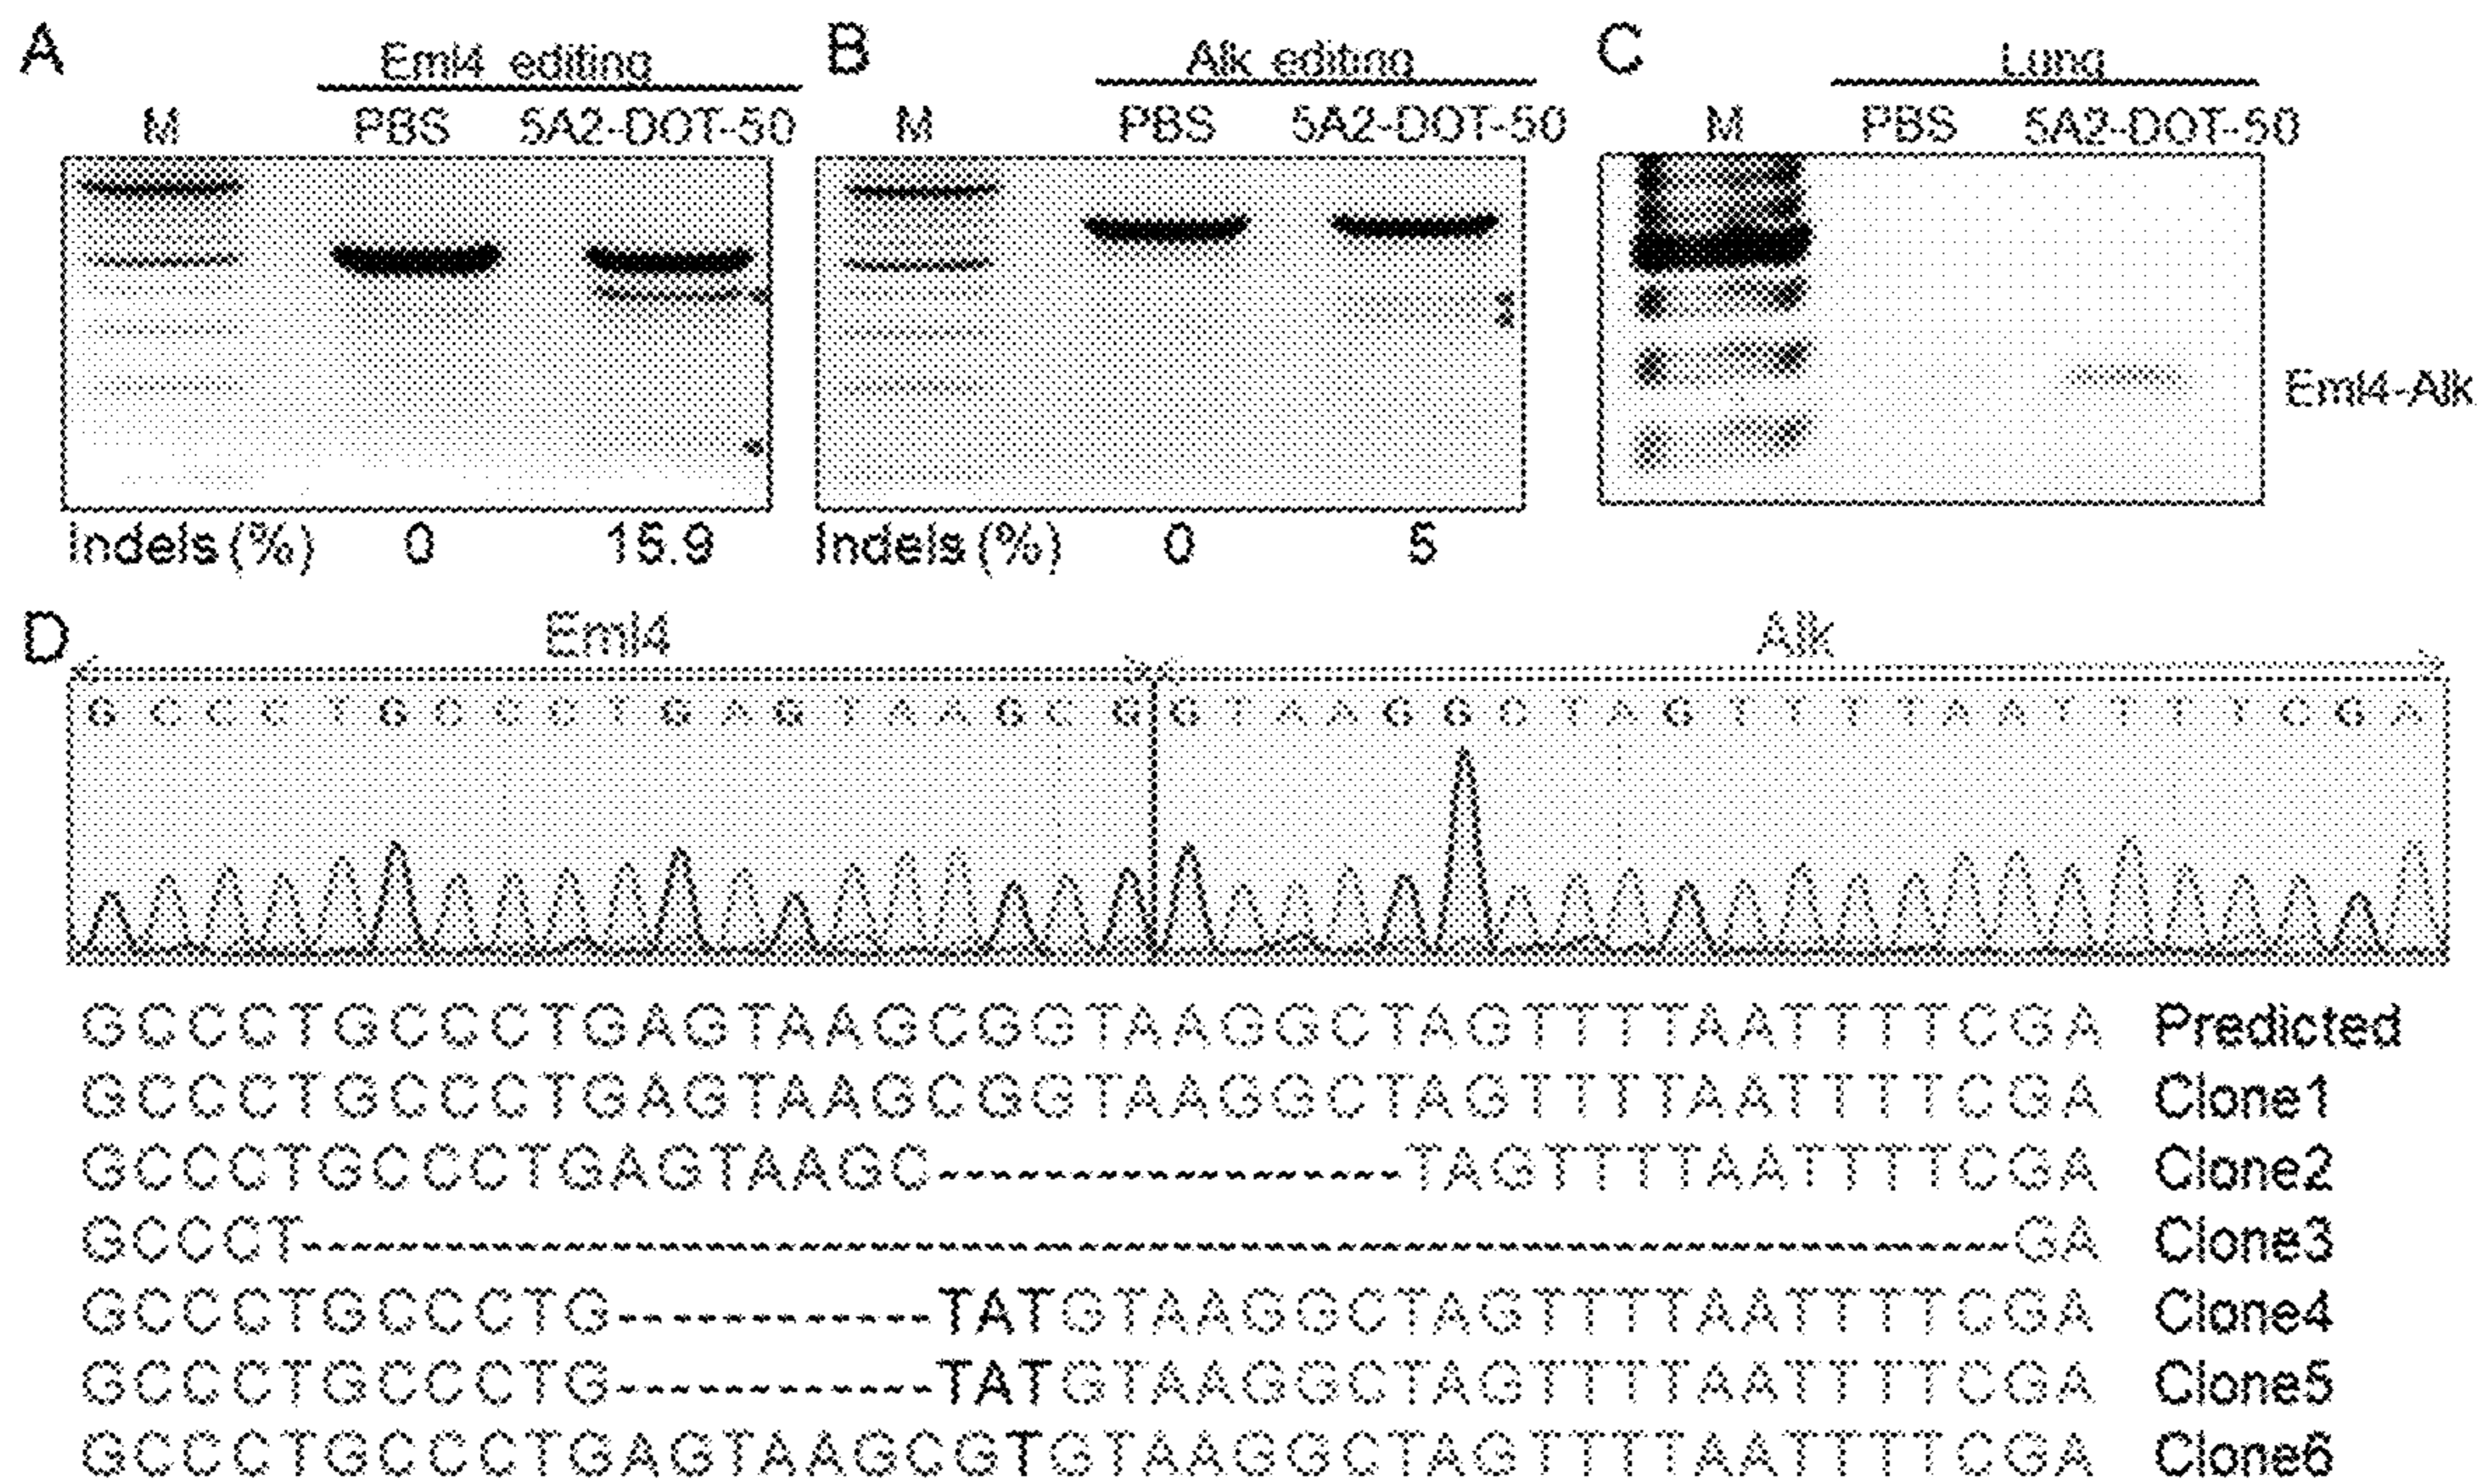 A Eml4 editing B Alk editing C Lung
M PBS 5A2-DOT-50 M PBS 5A2-DOT-50 M PBS 5A2-DOT-50
Eml4-Alk
Indels (%) 0 15.9 Indels (%) 0 5
D Eml4 Alk
G C C C T G C C C T G A G T A A G C G G T A A G G C T A G T T T T A A T T T T C G A
GCCCTGCCCTGAGTAAGCGGTAAGGCTAGTTTTAATTTTCGA Predicted
GCCCTGCCCTGAGTAAGCGGTAAGGCTAGTTTTAATTTTCGA Clone1
GCCCTGCCCTGAGTAAGC----------------TAGTTTTAATTTTCGA Clone2
GCCCT------------------------------------------------------------GA Clone3
GCCCTGCCCTG------------TATGTAAGGCTAGTTTTAATTTTCGA Clone4
GCCCTGCCCTG------------TATGTAAGGCTAGTTTTAATTTTCGA Clone5
GCCCTGCCCTGAGTAAGCGTGTAAGGCTAGTTTTAATTTTCGA Clone6